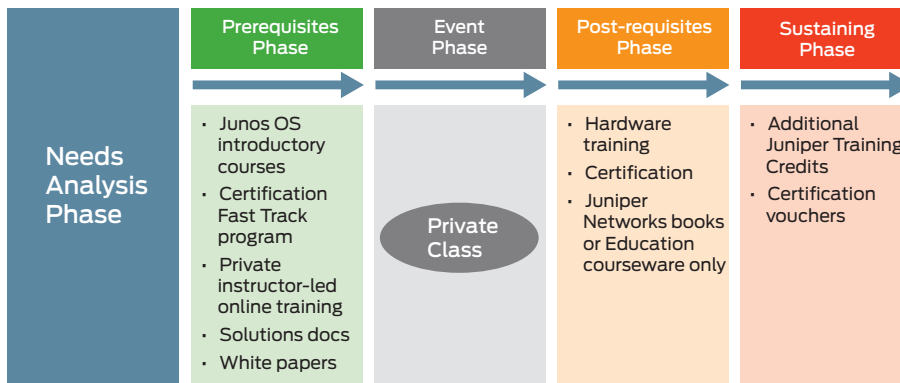 Needs
Analysis
Phase
Prerequisites
Phase
· Junos OS
introductory
courses
· Certification
Fast Track
program
· Private
instructor-led
online training
· Solutions docs
· White papers
Event
Phase
Private
Class
Post-requisites
Phase
· Hardware
training
· Certification
· Juniper
Networks books
or Education
courseware only
Sustaining
Phase
· Additional
Juniper Training
Credits
· Certification
vouchers